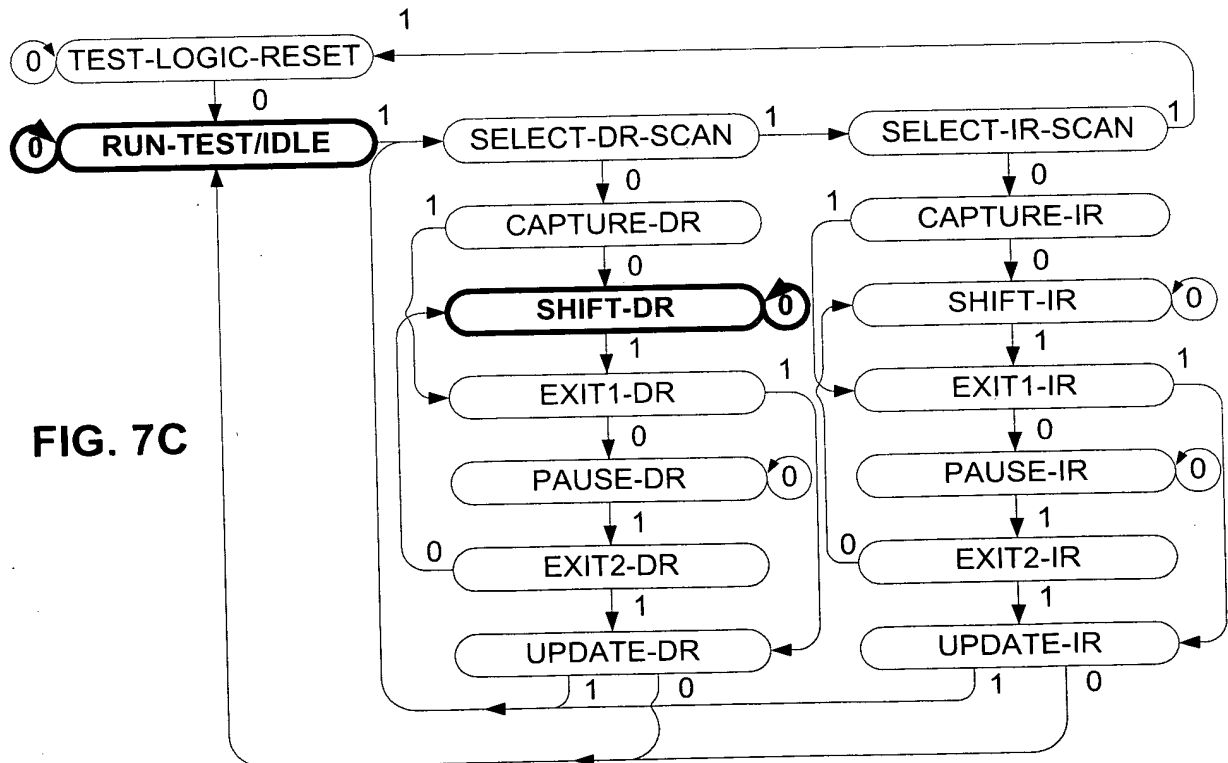 1
0 TEST-LOGIC-RESET
0
0 RUN-TEST/IDLE 1
SELECT-DR-SCAN 1
SELECT-IR-SCAN 1
0
0
1 CAPTURE-DR
1 CAPTURE-IR
0
0
SHIFT-DR 0
SHIFT-IR 0
1
1
EXIT1-DR 1
EXIT1-IR 1
FIG. 7C
0
0
PAUSE-DR 0
PAUSE-IR 0
1
1
0 EXIT2-DR
0 EXIT2-IR
1
1
UPDATE-DR
UPDATE-IR
1 0
1 0